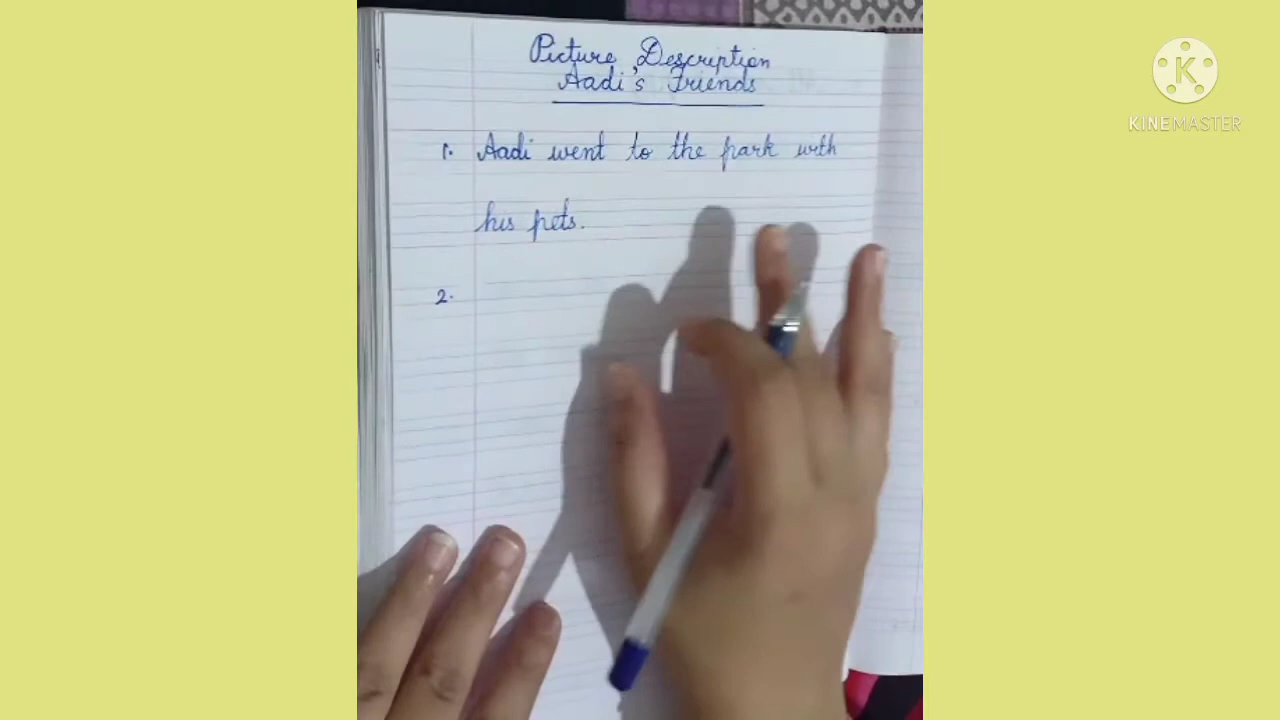 Picture Description
Aadi's Friends
1. Aadi went to the park with
his pets.
2.
K
KINEMASTER